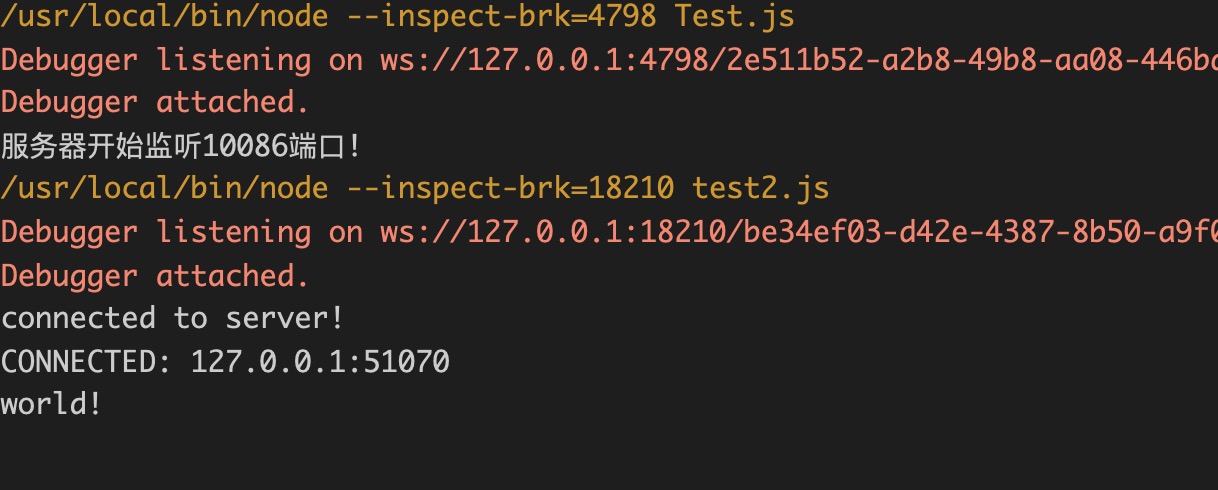 /usr/local/bin/node --inspect-brk=4798 Test.js
Debugger listening on ws://127.0.0.1:4798/2e511b52-a2b8-49b8-aa08-446b
Debugger attached.
服务器开始监听10086端口！
/usr/local/bin/node --inspect-brk=18210 test2.js
Debugger listening on ws://127.0.0.1:18210/be34ef03-d42e-4387-8b50-a9f0
Debugger attached.
connected to server!
CONNECTED: 127.0.0.1:51070
world!